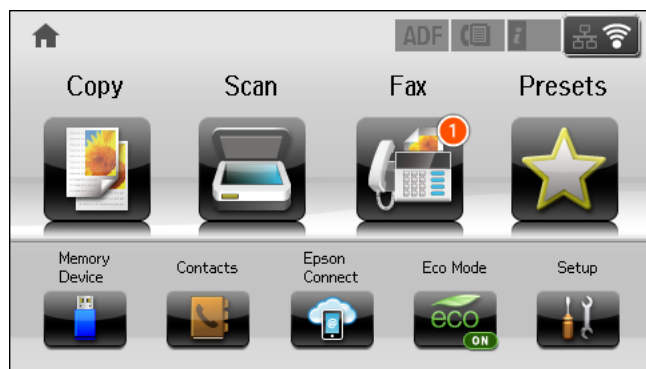 ADF i
Copy Scan Fax Presets
1
Memory
Device
Contacts
Epson
Connect
Eco Mode
Setup
eco
ON